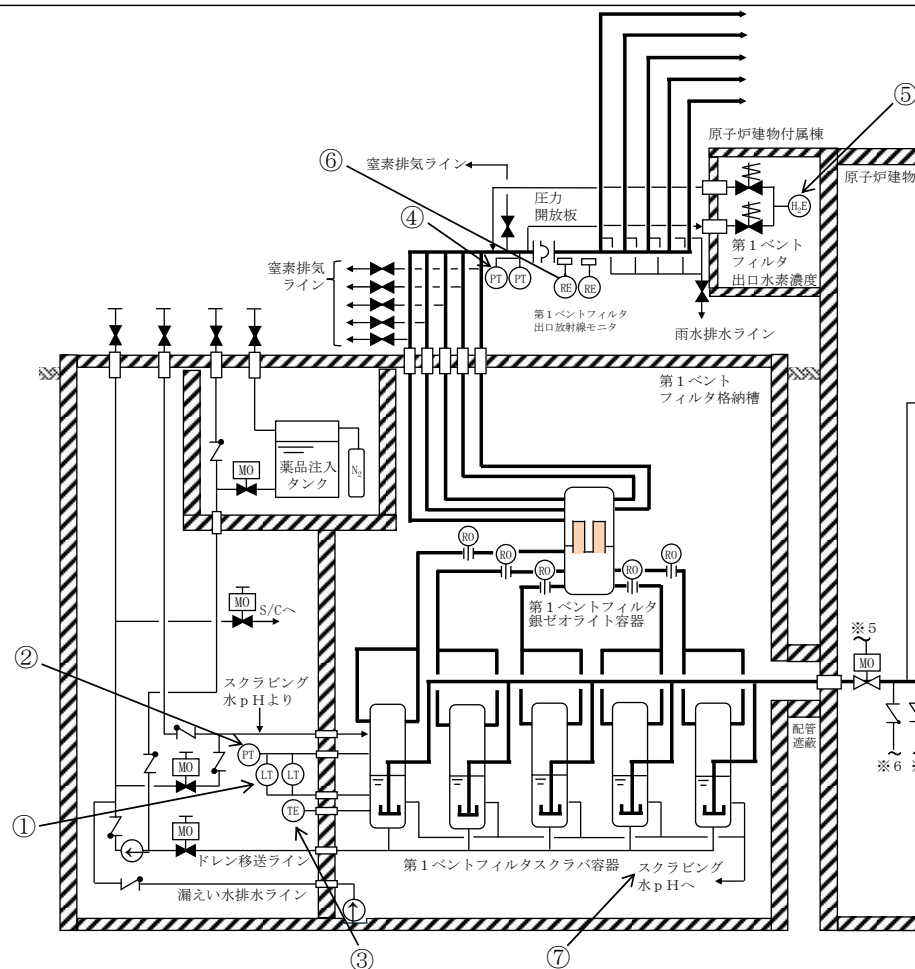 ⑤
原子炉建物付属棟
⑥
窒素排気ライン
原子炉建物
圧力
開放板
④
H₂E
第1ベント
フィルタ
出口水素濃度
窒素排気
ライン
PT
PT
RE
RE
第1ベントフィルタ
出口放射線モニタ
雨水排水ライン
第1ベント
フィルタ格納槽
MO
薬品注入
タンク
N₂
RO
RO
RO
RO
RO
第1ベントフィルタ
銀ゼオライト容器
MO
S/Cへ
※5
MO
②
スクラビング
水pHより
PT
LT
LT
MO
配管
遮蔽
※6
※
①
TE
MO
ドレン移送ライン
第1ベントフィルタスクラバ容器
スクラビング
水pHへ
漏えい水排水ライン
③
⑦